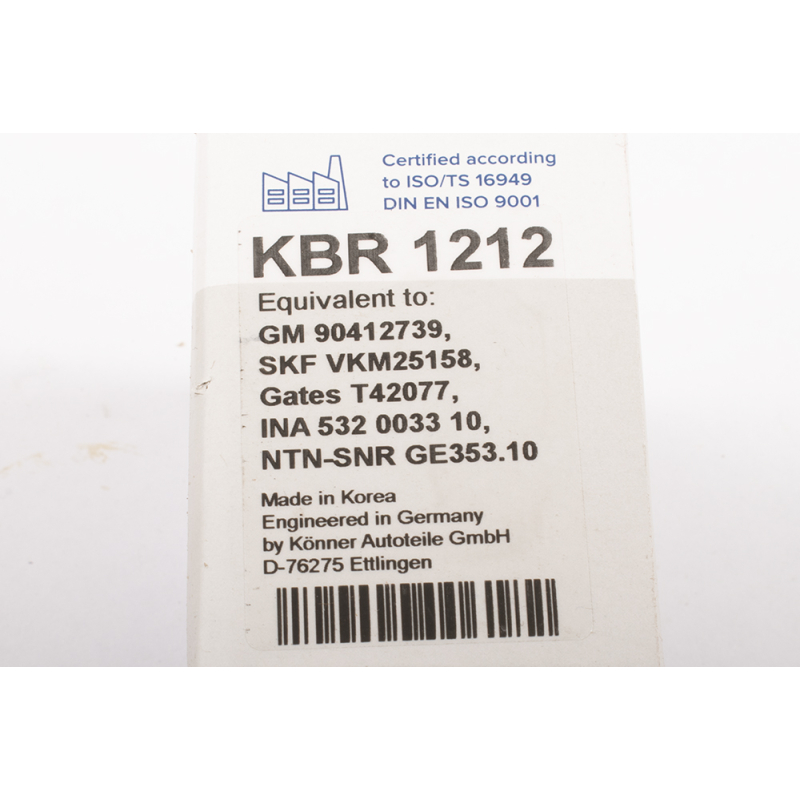 Certified according
to ISO/TS 16949
DIN EN ISO 9001
KBR 1212
Equivalent to:
GM 90412739,
SKF VKM25158,
Gates T42077,
INA 532 0033 10,
NTN-SNR GE353.10
Made in Korea
Engineered in Germany
by Könner Autoteile GmbH
D-76275 Ettlingen